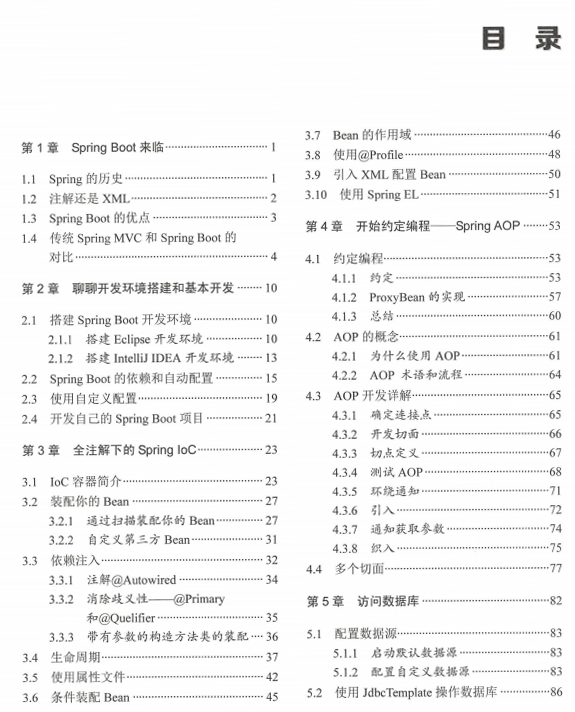 目 录
第 1 章 Spring Boot 来临 1
1.1 Spring 的历史 1
1.2 注解还是 XML 2
1.3 Spring Boot 的优点 3
1.4 传统 Spring MVC 和 Spring Boot 的
对比 4
第 2 章 聊聊开发环境搭建和基本开发 10
2.1 搭建 Spring Boot 开发环境 10
2.1.1 搭建 Eclipse 开发环境 10
2.1.2 搭建 IntelliJ IDEA 开发环境 13
2.2 Spring Boot 的依赖和自动配置 15
2.3 使用自定义配置 19
2.4 开发自己的 Spring Boot 项目 21
第 3 章 全注解下的 Spring IoC 23
3.1 IoC 容器简介 23
3.2 装配你的 Bean 27
3.2.1 通过扫描装配你的 Bean 27
3.2.2 自定义第三方 Bean 31
3.3 依赖注入 32
3.3.1 注解@Autowired 34
3.3.2 消除歧义性——@Primary
和@Quelifier 35
3.3.3 带有参数的构造方法类的装配 36
3.4 生命周期 37
3.5 使用属性文件 42
3.6 条件装配 Bean 45
3.7 Bean 的作用域 46
3.8 使用@Profile 48
3.9 引入 XML 配置 Bean 50
3.10 使用 Spring EL 51
第 4 章 开始约定编程——Spring AOP 53
4.1 约定编程 53
4.1.1 约定 53
4.1.2 ProxyBean 的实现 57
4.1.3 总结 60
4.2 AOP 的概念 61
4.2.1 为什么使用 AOP 61
4.2.2 AOP 术语和流程 64
4.3 AOP 开发详解 65
4.3.1 确定连接点 65
4.3.2 开发切面 66
4.3.3 切点定义 67
4.3.4 测试 AOP 68
4.3.5 环绕通知 71
4.3.6 引入 72
4.3.7 通知获取参数 74
4.3.8 织入 75
4.4 多个切面 77
第 5 章 访问数据库 82
5.1 配置数据源 83
5.1.1 启动默认数据源 83
5.1.2 配置自定义数据源 83
5.2 使用 JdbcTemplate 操作数据库 86